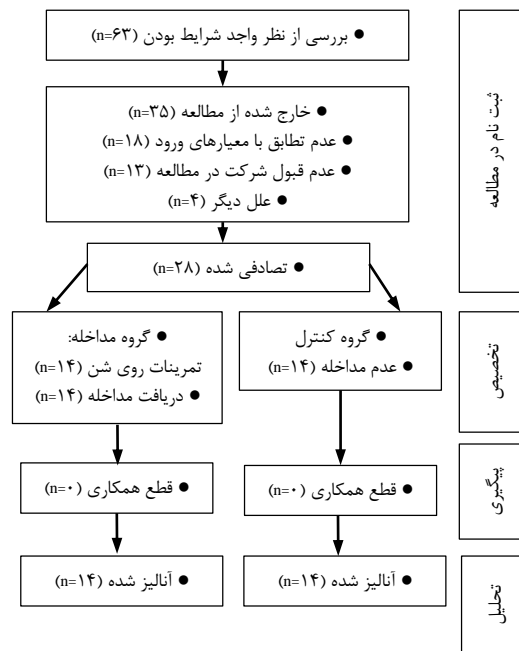 ● بررسی از نظر واجد شرایط بودن (n=۶۳)
ثبت نام در مطالعه
● خارج شده از مطالعه (n=۳۵)
● عدم تطابق با معیارهای ورود (n=۱۸)
● عدم قبول شرکت در مطالعه (n=۱۳)
● علل دیگر (n=۴)
● تصادفی شده (n=۲۸)
تخصیص
● گروه کنترل
● عدم مداخله (n=۱۴)
● گروه مداخله:
تمرینات روی شن (n=۱۴)
● دریافت مداخله (n=۱۴)
پیگیری
● قطع همکاری (n=۰)
● قطع همکاری (n=۰)
تحلیل
● آنالیز شده (n=۱۴)
● آنالیز شده (n=۱۴)